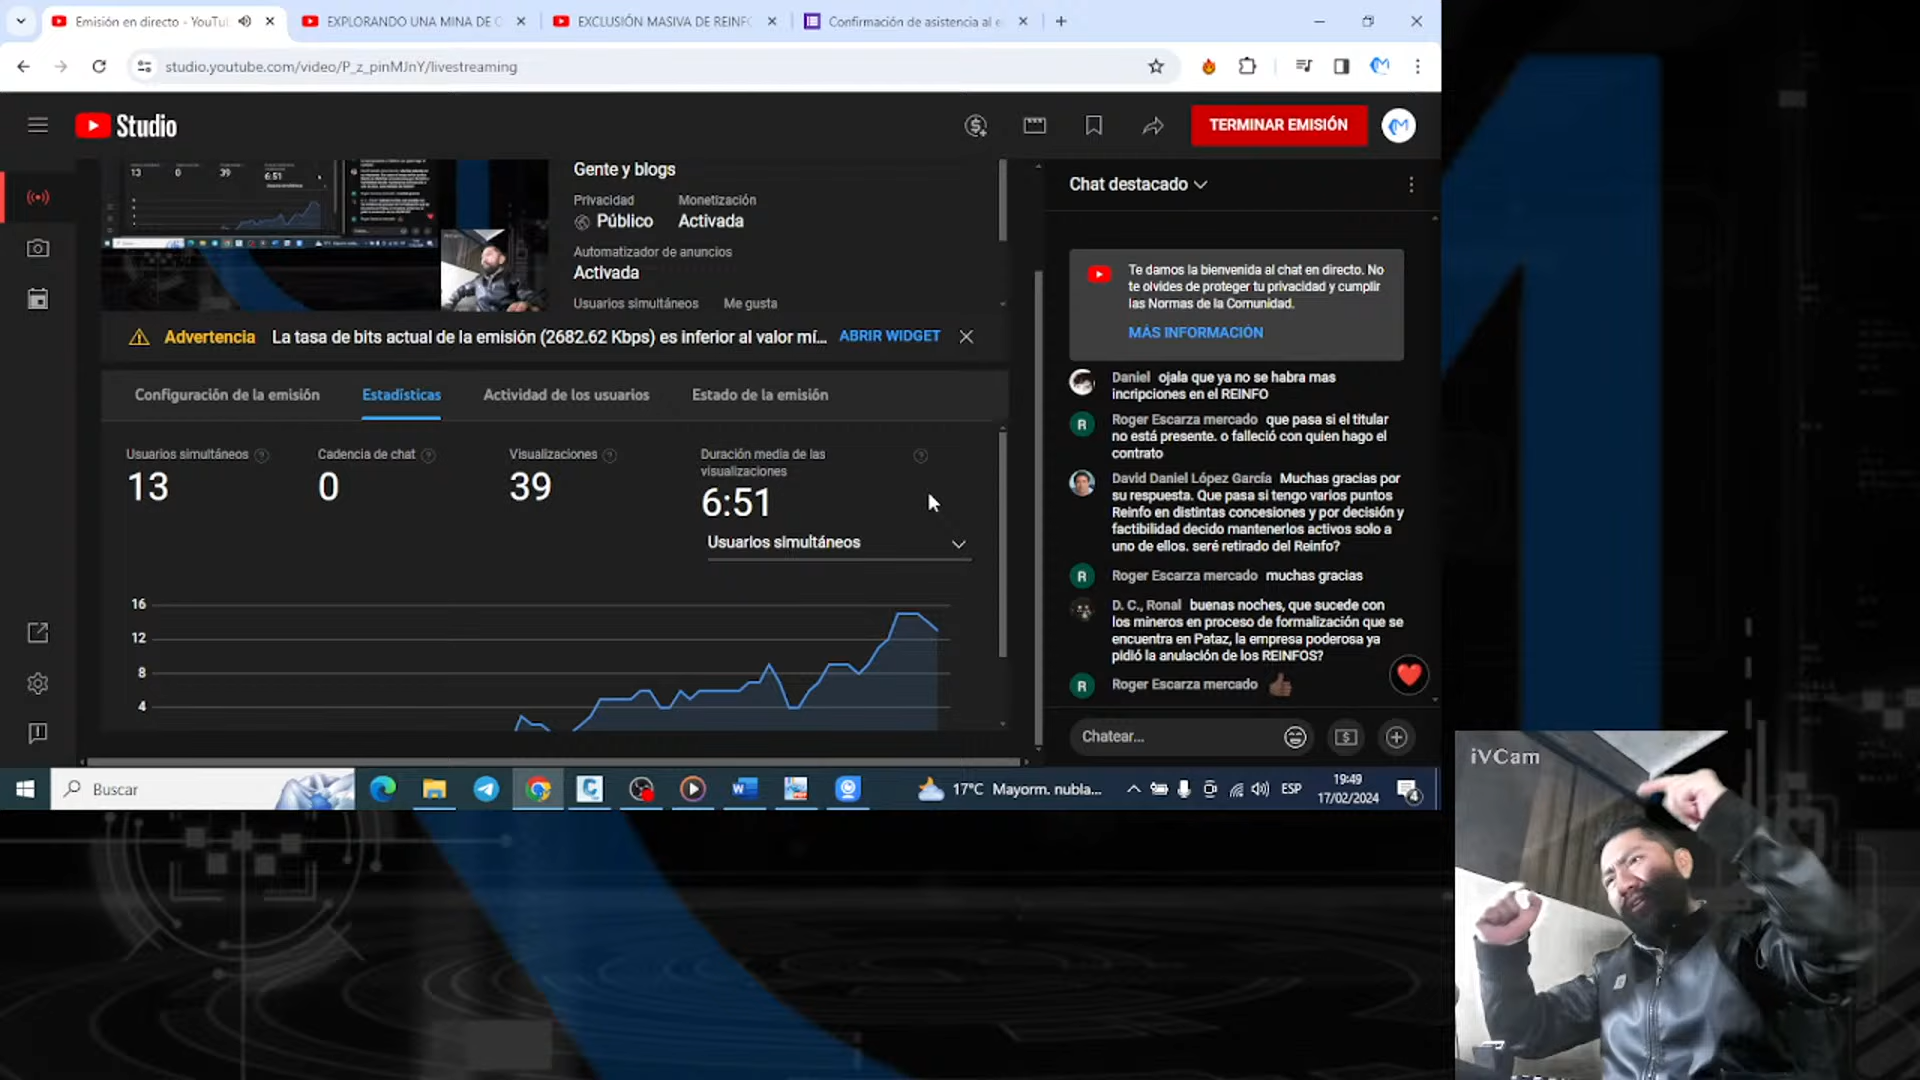 Emisión en directo - YouTu
EXPLORANDO UNA MINA DE
EXCLUSIÓN MASIVA DE REINF
Confirmación de asistencia al e
studio.youtube.com/video/P_z_pinMJnY/livestreaming
Studio
TERMINAR EMISIÓN
13
0
39
6:51
Gente y blogs
Privacidad
Monetización
Público
Activada
Automatizador de anuncios
Activada
Usuarios simultáneos
Me gusta
Advertencia
La tasa de bits actual de la emisión (2682.62 Kbps) es inferior al valor mí...
ABRIR WIDGET
Configuración de la emisión
Estadísticas
Actividad de los usuarios
Estado de la emisión
Usuarios simultáneos
13
Cadencia de chat
0
Visualizaciones
39
Duración media de las
visualizaciones
6:51
Usuarios simultáneos
16
12
8
4
Chat destacado
Te damos la bienvenida al chat en directo. No
te olvides de proteger tu privacidad y cumplir
las Normas de la Comunidad.
MÁS INFORMACIÓN
Daniel ojala que ya no se habra mas
incripciones en el REINFO
R
Roger Escarza mercado que pasa si el titular
no está presente. o falleció con quien hago el
contrato
David Daniel López García Muchas gracias por
su respuesta. Que pasa si tengo varios puntos
Reinfo en distintas concesiones y por decisión y
factibilidad decido mantenerlos activos solo a
uno de ellos. seré retirado del Reinfo?
R
Roger Escarza mercado muchas gracias
D. C., Ronal buenas noches, que sucede con
los mineros en proceso de formalización que se
encuentra en Pataz, la empresa poderosa ya
pidió la anulación de los REINFOS?
R
Roger Escarza mercado
Chatear...
Buscar
17°C Mayorm. nubla...
ESP
19:49
17/02/2024
4
iVCam